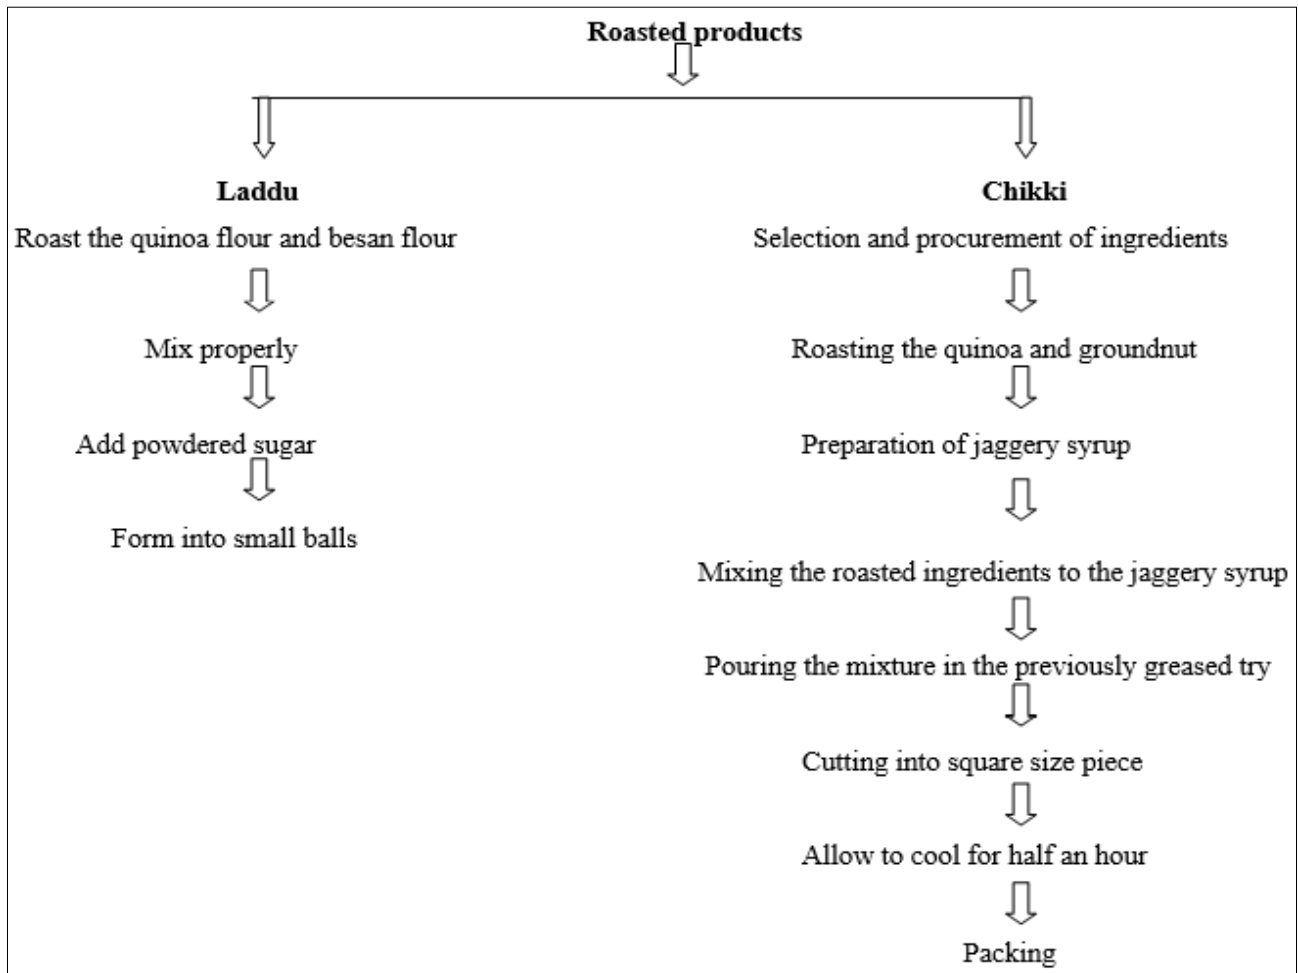 Roasted products
Laddu
Roast the quinoa flour and besan flour
Mix properly
Add powdered sugar
Form into small balls
Chikki
Selection and procurement of ingredients
Roasting the quinoa and groundnut
Preparation of jaggery syrup
Mixing the roasted ingredients to the jaggery syrup
Pouring the mixture in the previously greased try
Cutting into square size piece
Allow to cool for half an hour
Packing